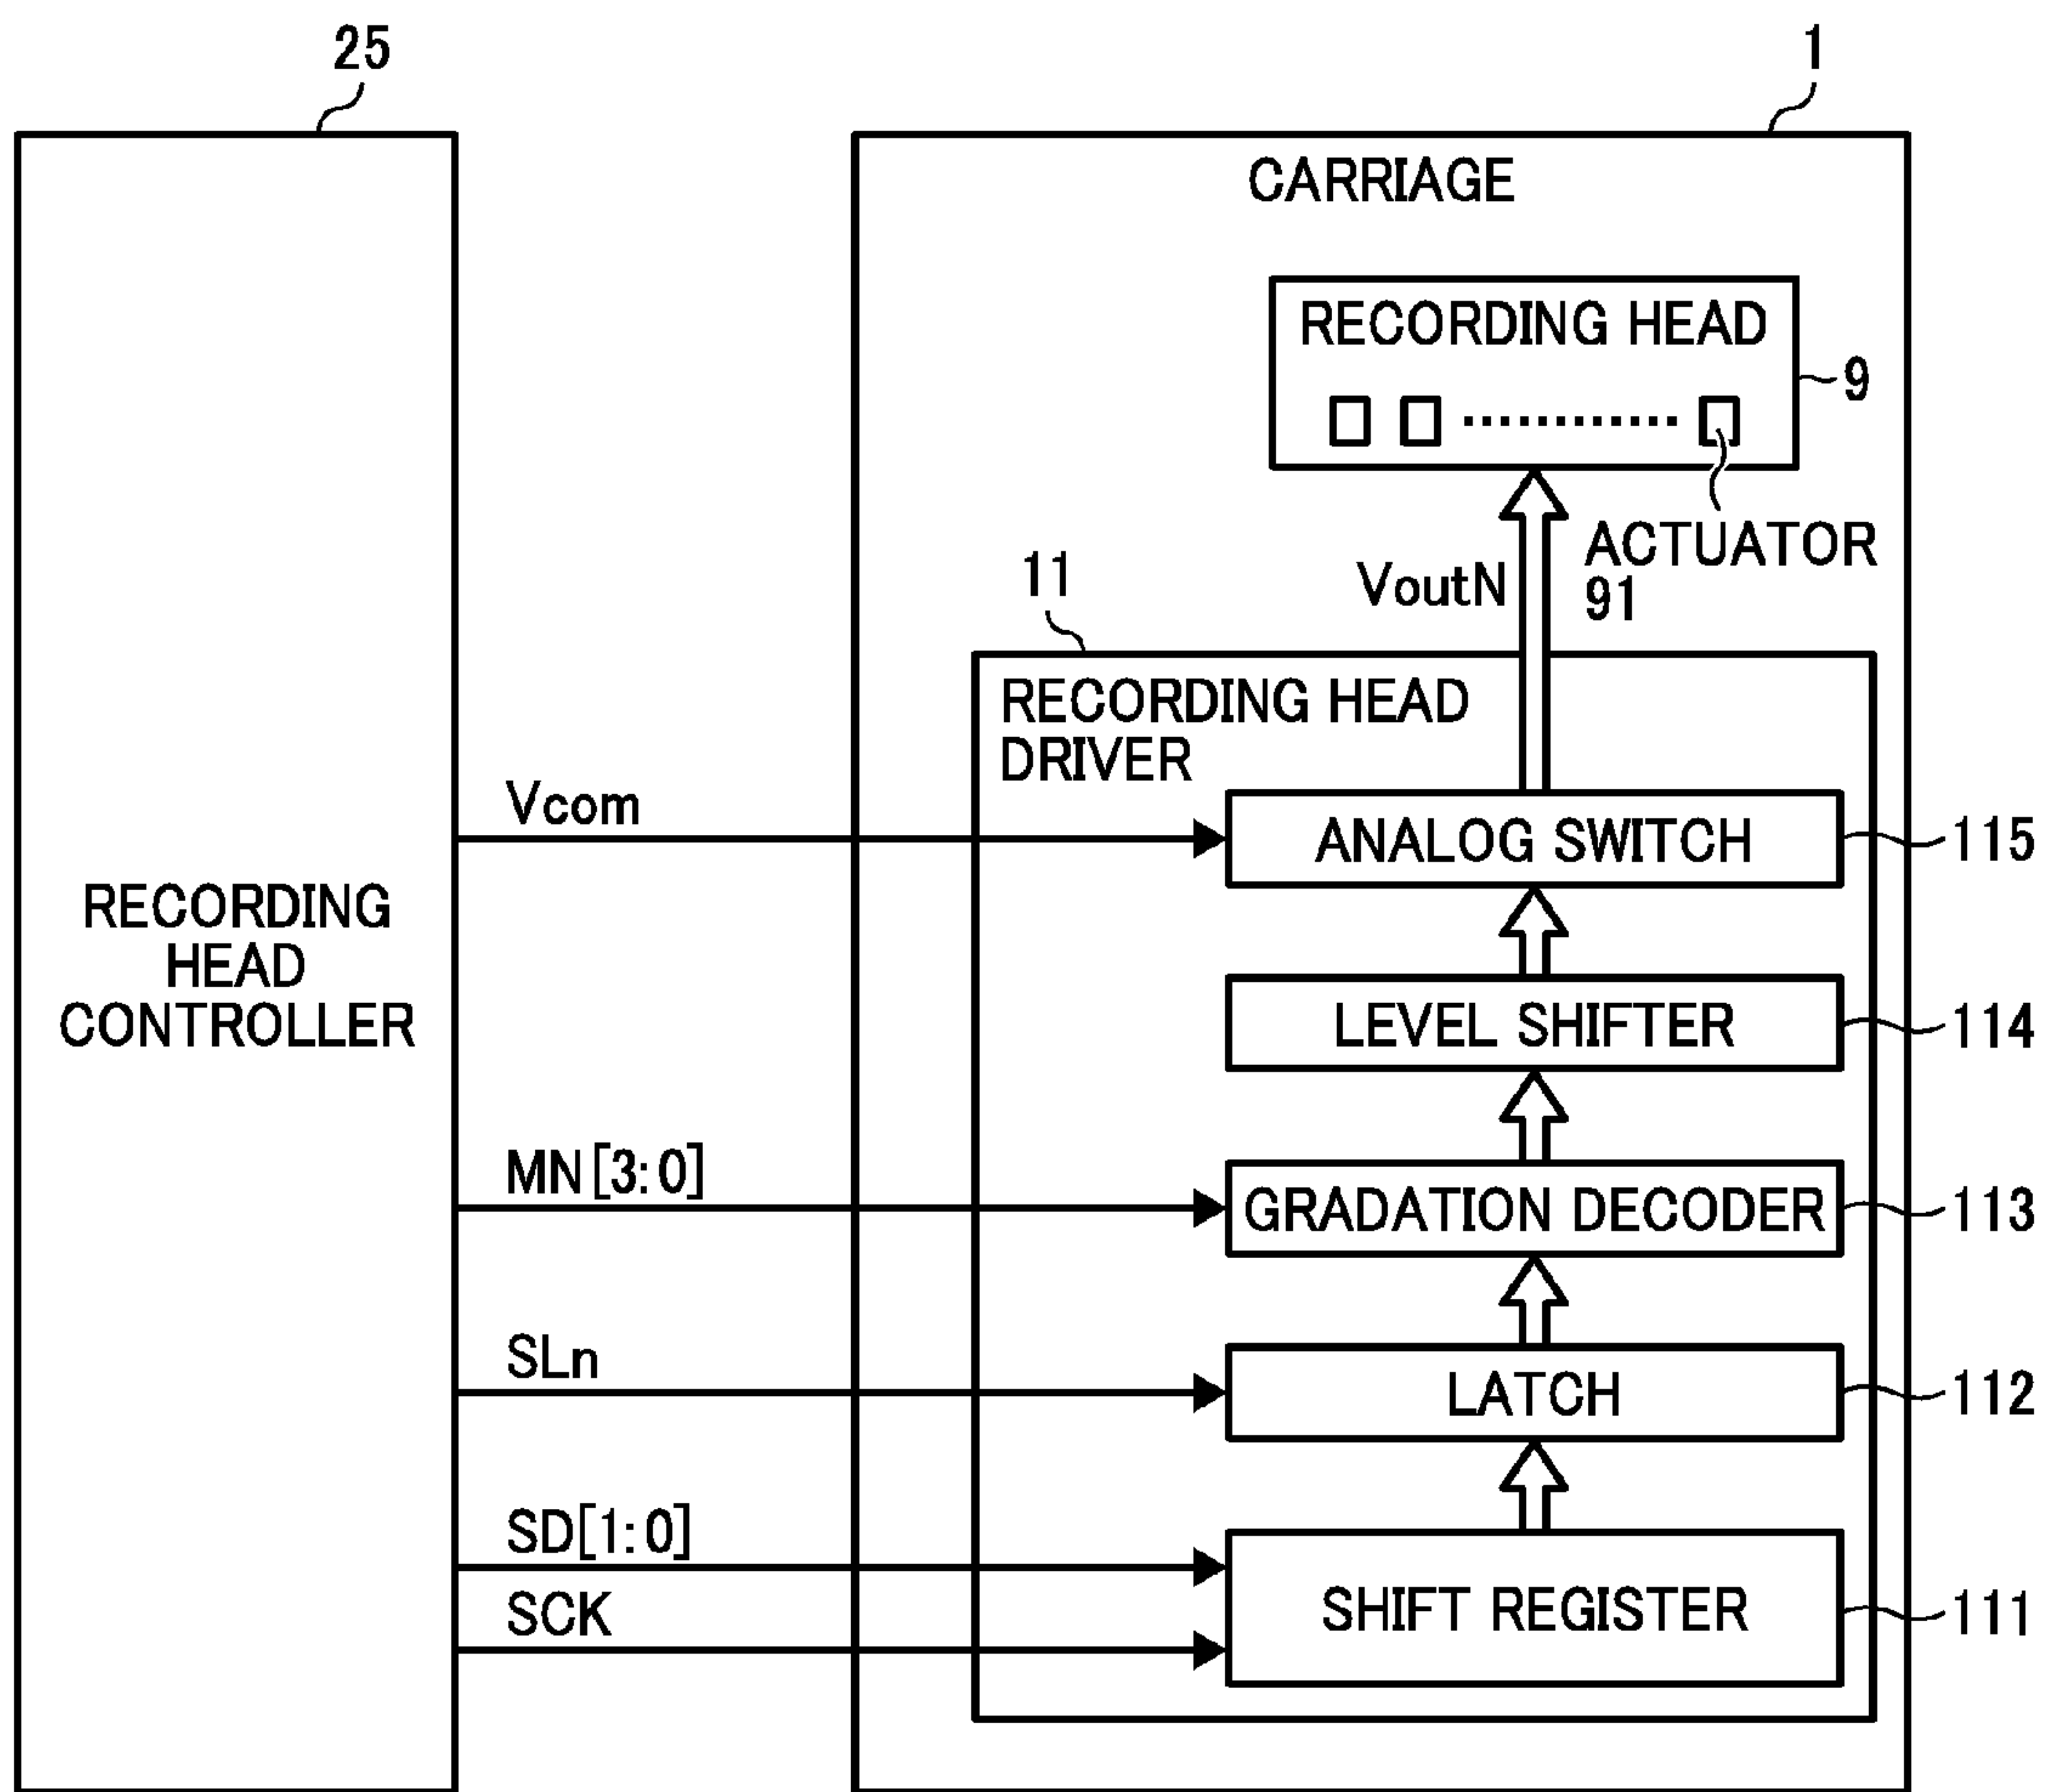 25
1
CARRIAGE
RECORDING HEAD
9
ACTUATOR
91
VoutN
11
RECORDING HEAD
DRIVER
Vcom
ANALOG SWITCH
115
RECORDING
HEAD
CONTROLLER
LEVEL SHIFTER
114
MN[3:0]
GRADATION DECODER
113
SLn
LATCH
112
SD[1:0]
SCK
SHIFT REGISTER
111